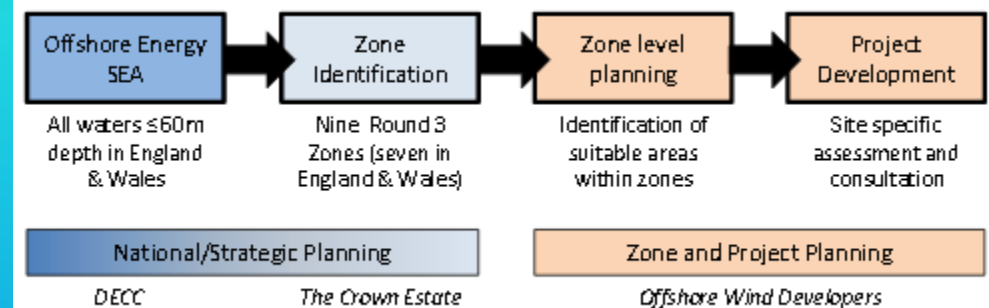 Offshore Energy
SEA
Zone
Identification
Zone level
planning
Project
Development
All waters ≤60m
depth in England
& Wales
Nine Round 3
Zones (seven in
England & Wales)
Identification of
suitable areas
within zones
Site specific
assessment and
consultation
National/Strategic Planning
Zone and Project Planning
DECC
The Crown Estate
Offshore Wind Developers